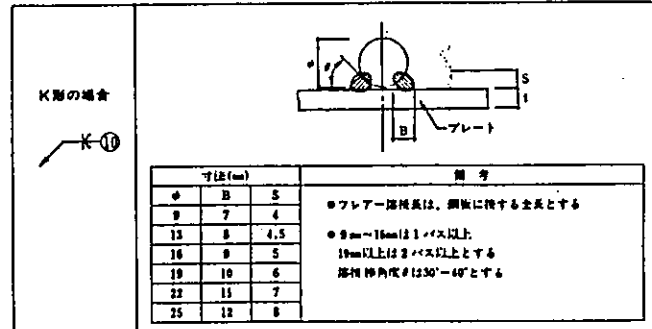 K形の場合
K 10
φ
θ
S
t
B
プレート
寸法(mm)
備考
φ B S
9 7 4
13 8 4.5
16 9 5
19 10 6
22 11 7
25 12 8
●フレアー溶接長は、鋼板に接する全長とする
●9mm〜16mmは1パス以上
19mm以上は2パス以上とする
溶接棒角度θは30°−40°とする